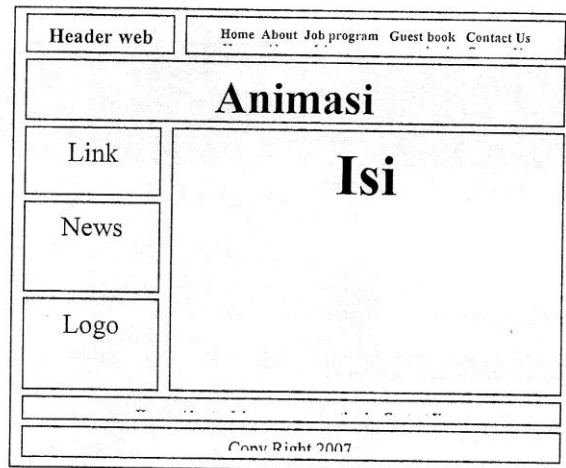 Header web
Home About Job program Guest book Contact Us
Animasi
Link
Isi
News
Logo
Copy Right 2007